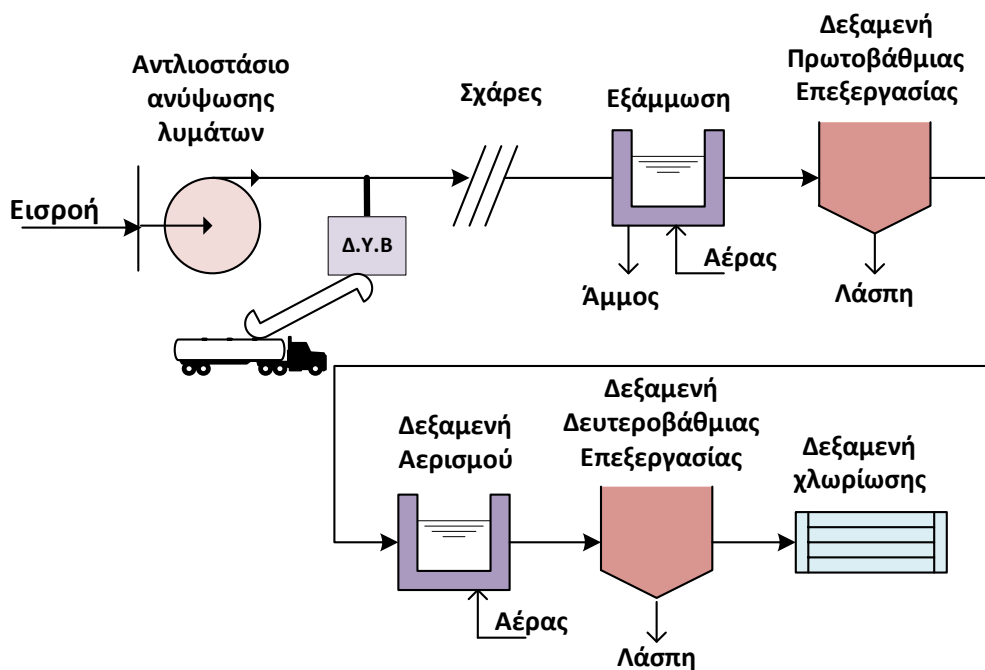 Αντλιοστάσιο
ανύψωσης
λυμάτων
Σχάρες
Εξάμμωση
Δεξαμενή
Πρωτοβάθμιας
Επεξεργασίας
Εισροή
Δ.Υ.Β
Άμμος
Αέρας
Λάσπη
Δεξαμενή
Αερισμού
Δεξαμενή
Δευτεροβάθμιας
Επεξεργασίας
Δεξαμενή
χλωρίωσης
Αέρας
Λάσπη